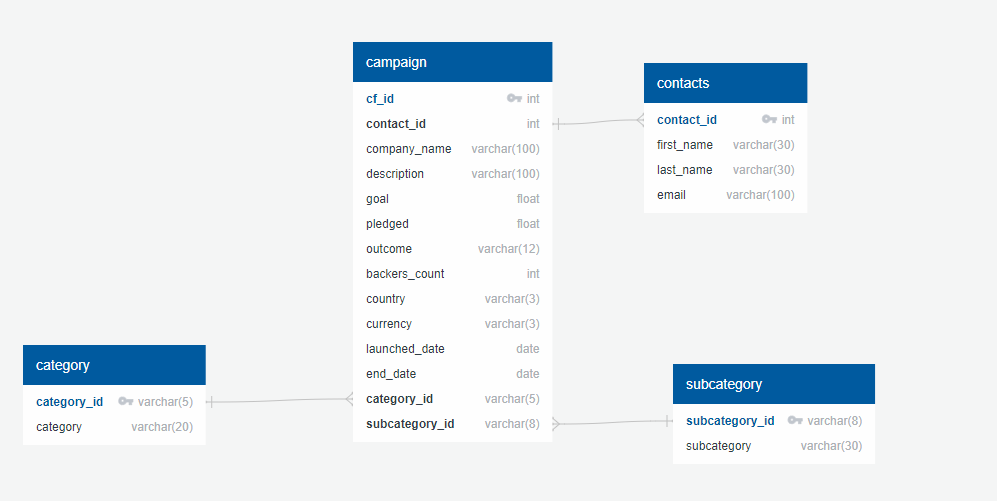 campaign
cf_id int
contact_id int
company_name varchar(100)
description varchar(100)
goal float
pledged float
outcome varchar(12)
backers_count int
country varchar(3)
currency varchar(3)
launched_date date
end_date date
category_id varchar(5)
subcategory_id varchar(8)
contacts
contact_id int
first_name varchar(30)
last_name varchar(30)
email varchar(100)
category
category_id varchar(5)
category varchar(20)
subcategory
subcategory_id varchar(8)
subcategory varchar(30)